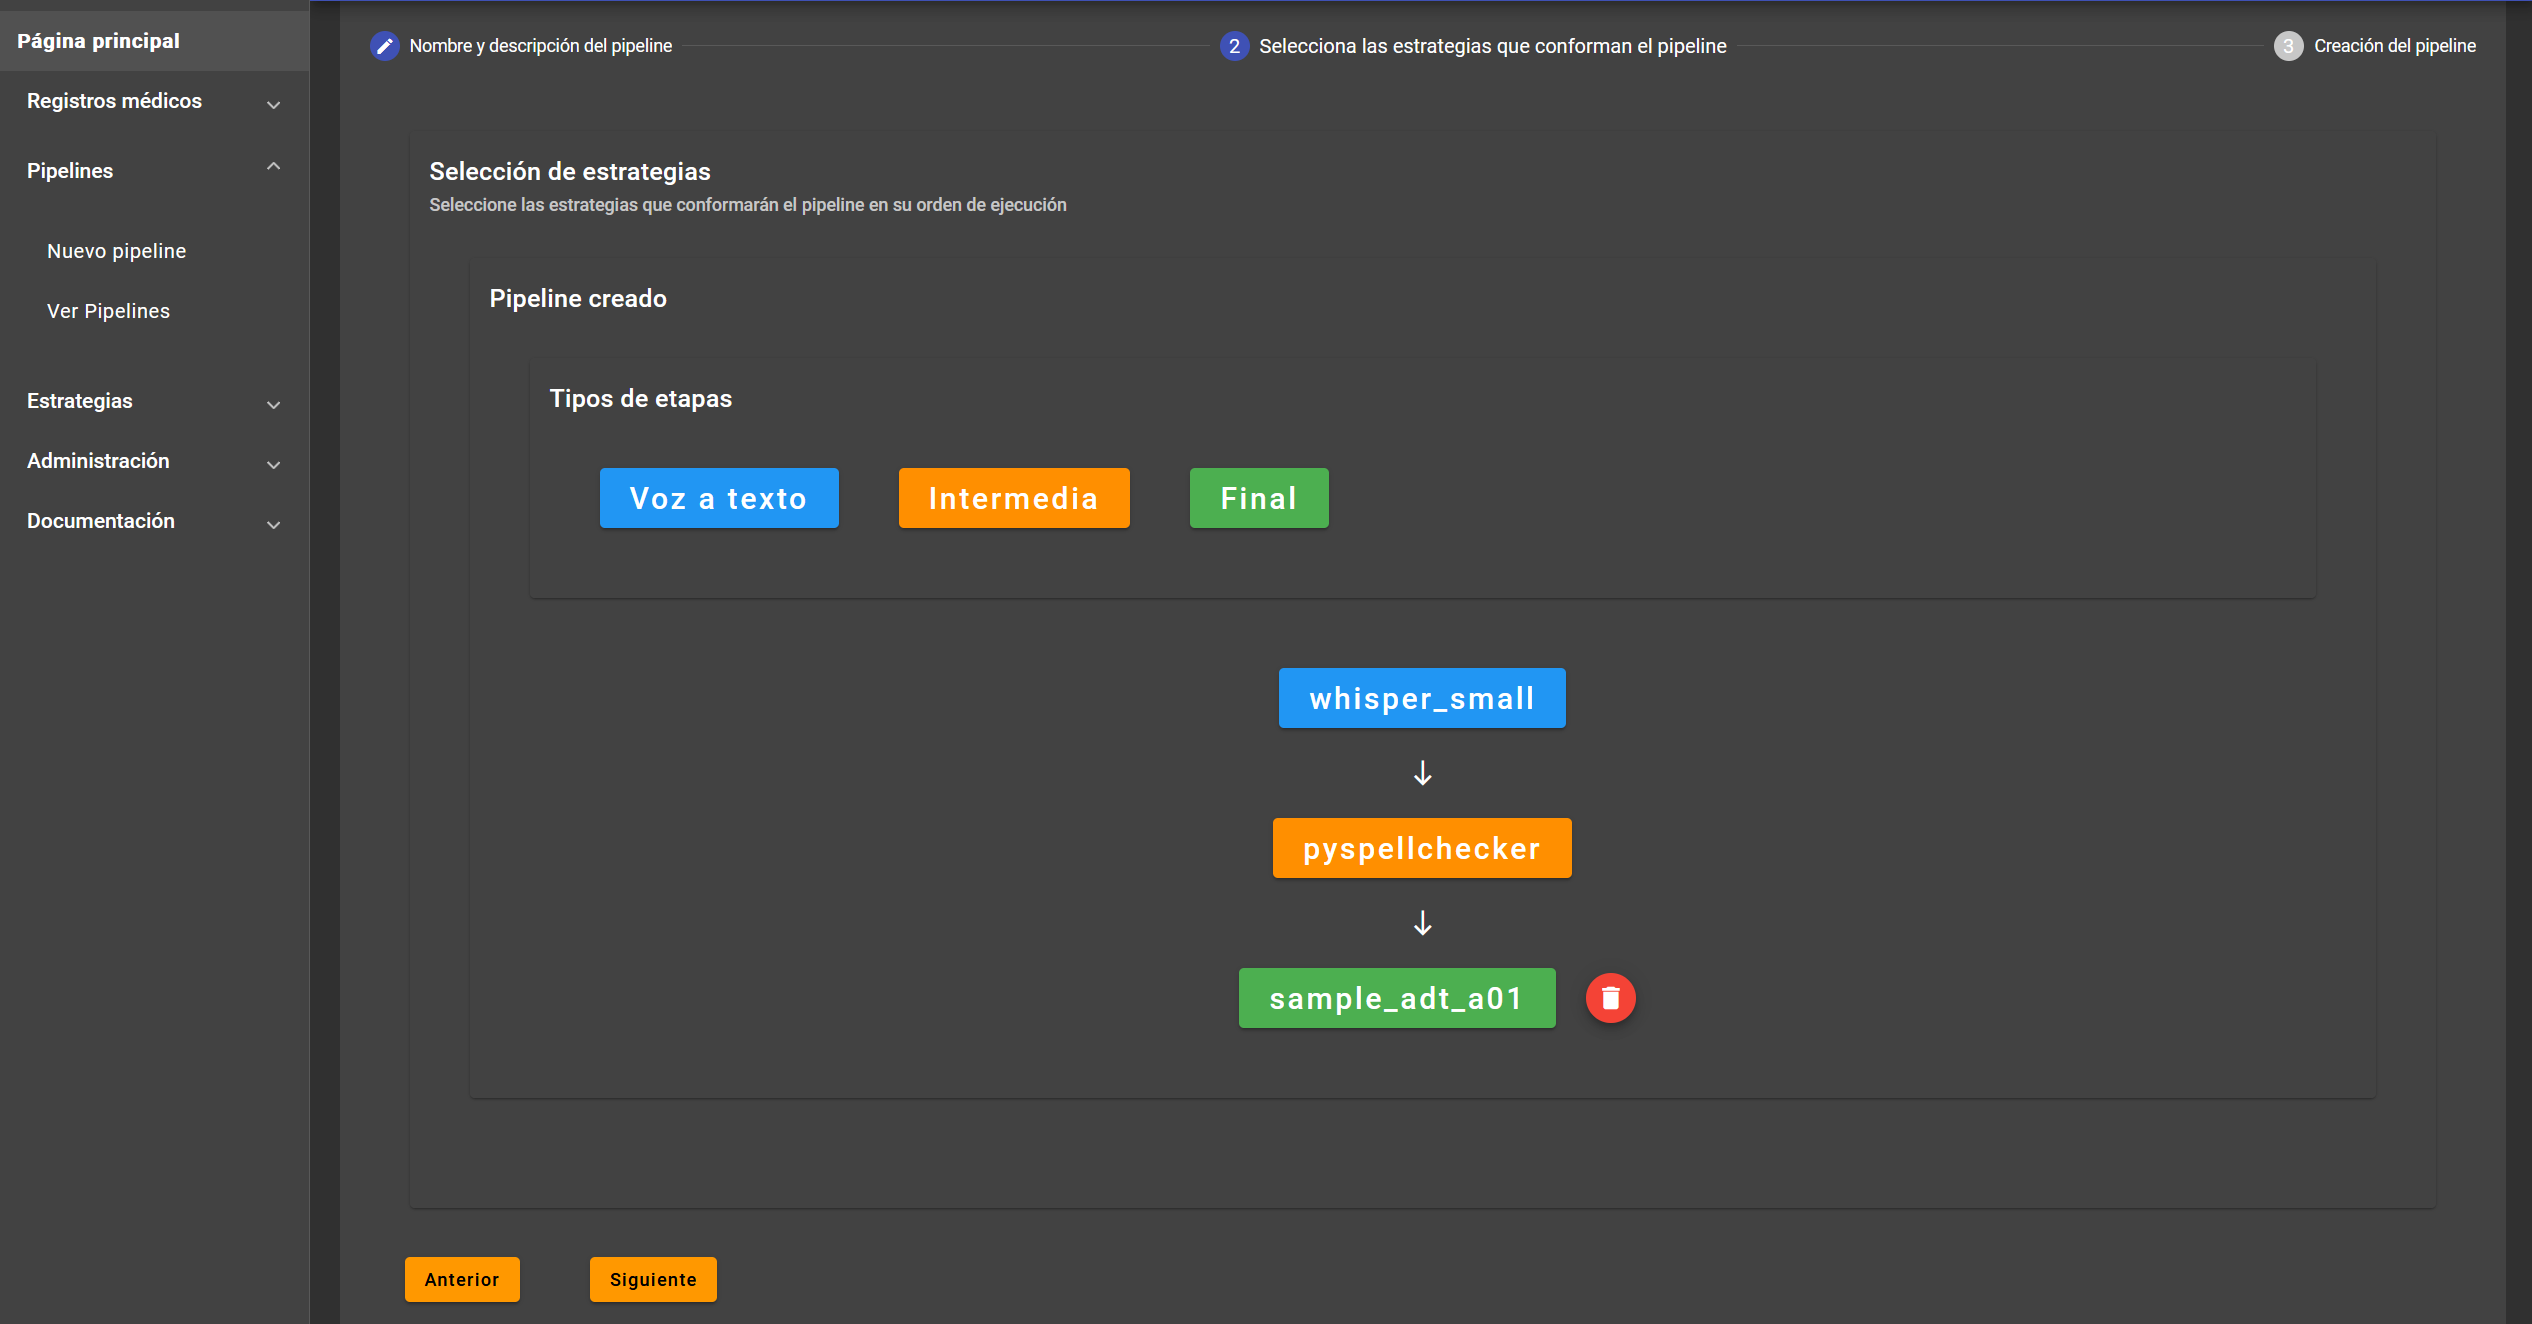 Página principal
Registros médicos
Pipelines
Nuevo pipeline
Ver Pipelines
Estrategias
Administración
Documentación
Nombre y descripción del pipeline
2 Selecciona las estrategias que conforman el pipeline
3 Creación del pipeline
Selección de estrategias
Seleccione las estrategias que conformarán el pipeline en su orden de ejecución
Pipeline creado
Tipos de etapas
Voz a texto
Intermedia
Final
whisper_small
pyspellchecker
sample_adt_a01
Anterior
Siguiente